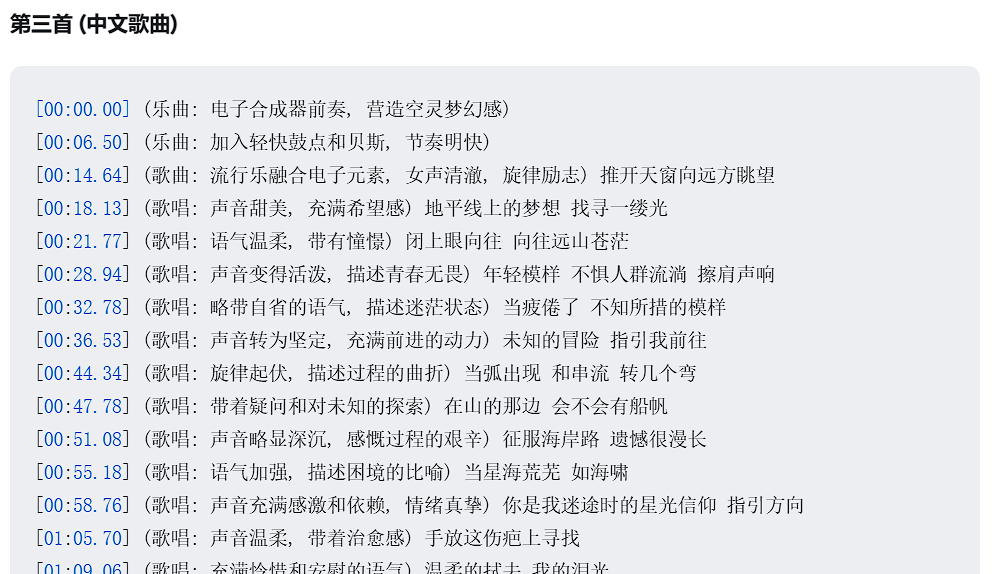 第三首 (中文歌曲)
[00:00.00] (乐�: 电子合成器前奏, 营造空灵梦幻感)
[00:06.50] (乐曲: 加入轻快鼓点和贝斯, 节奏明快)
[00:14.64] (歌曲: 流行乐融合电子元素, 女声清澈, 旋律励志) 推开天窗向远方眺望
[00:18.13] (歌唱: 声音甜美, 充满希望感) 地平线上的梦想 找寻一缕光
[00:21.77] (歌唱: 语气温柔, 带有憧憬) 闭上眼向往 向往远山苍茫
[00:28.94] (歌唱: 声音变得活泼, 描述青春无畏) 年轻模样 不惧人群流淌 擦肩声响
[00:32.78] (歌唱: 略带自省的语气, 描述迷茫状态) 当疲倦了 不知所措的模样
[00:36.53] (歌唱: 声音转为坚定, 充满前进的动力) 未知的冒险 指引我前往
[00:44.34] (歌唱: 旋律起伏, 描述过程的曲折) 当弧出现 和串流 转几个弯
[00:47.78] (歌唱: 带着疑问和对未知的探索) 在山的那边 会不会有船帆
[00:51.08] (歌唱: 声音略显深沉, 感慨过程的艰辛) 征服海岸路 遗憾很漫长
[00:55.18] (歌唱: 语气加强, 描述困境的比喻) 当星海荒芜 如海啸
[00:58.76] (歌唱: 声音充满感激和依赖, 情绪真挚) 你是我迷途时的星光信仰 指引方向
[01:05.70] (歌唱: 声音温柔, 带着治愈感) 手放这伤疤上寻找
[01:09.06] (歌唱: 充满怜惜和安慰的语气) 温柔的拭去 我的泪光